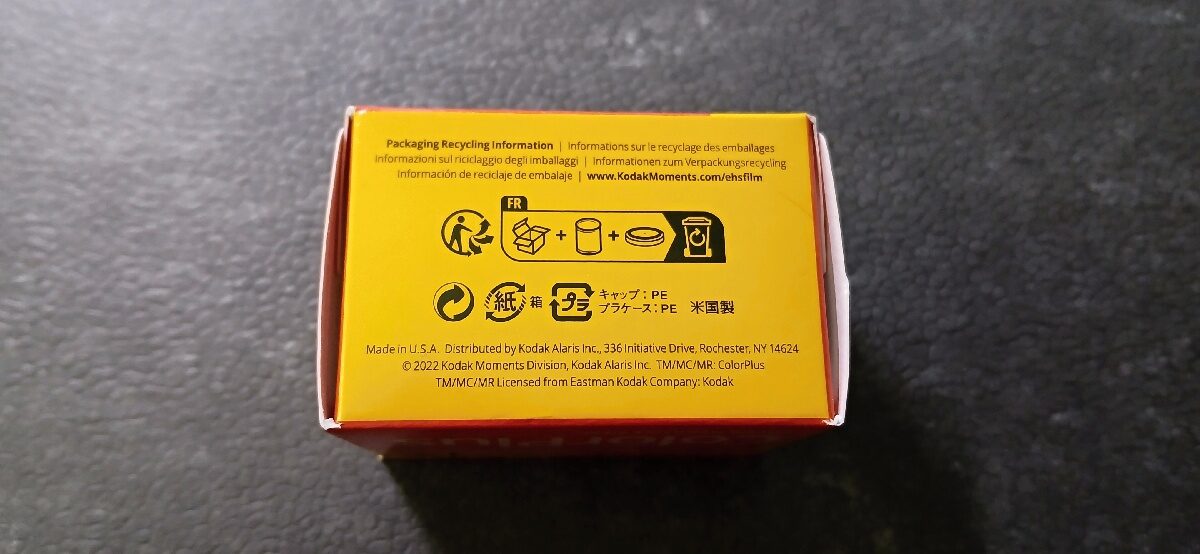 Packaging Recycling Information | Informations sur le recyclage des emballages
Informazioni sul riciclaggio degli imballaggi | Informationen zum Verpackungsrecycling
Información de reciclaje de embalaje | www.KodakMoments.com/ehsfilm
FR
+ +
紙 箱 プラ キャップ：PE
プラケース：PE 米国製
Made in U.S.A. Distributed by Kodak Alaris Inc., 336 Initiative Drive, Rochester, NY 14624
© 2022 Kodak Moments Division, Kodak Alaris Inc. TM/MC/MR: ColorPlus
TM/MC/MR Licensed from Eastman Kodak Company: Kodak